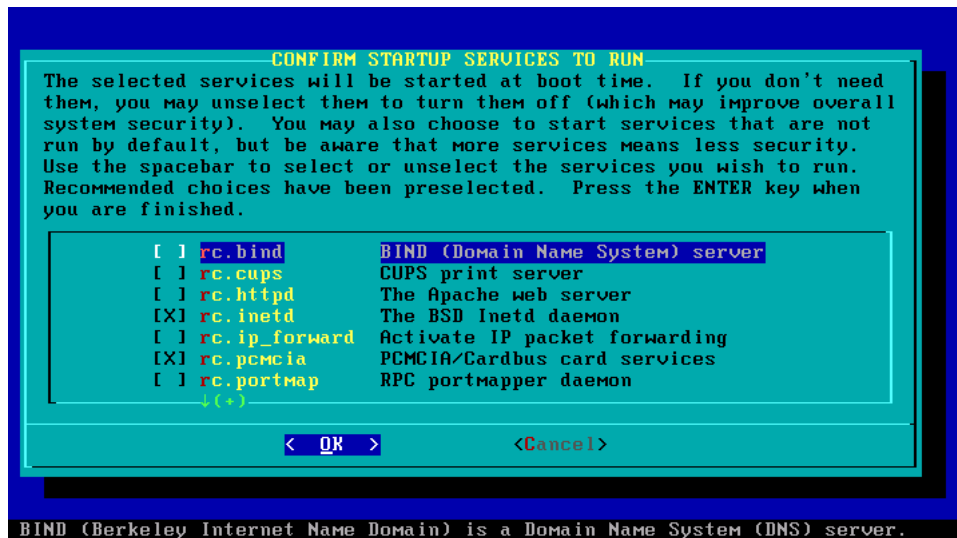 CONFIRM STARTUP SERVICES TO RUN
The selected services will be started at boot time.  If you don't need
them, you may unselect them to turn them off (which may improve overall
system security).  You may also choose to start services that are not
run by default, but be aware that more services means less security.
Use the spacebar to select or unselect the services you wish to run.
Recommended choices have been preselected.  Press the ENTER key when
you are finished.
[ ] rc.bind BIND (Domain Name System) server
[ ] rc.cups CUPS print server
[ ] rc.httpd The Apache web server
[X] rc.inetd The BSD Inetd daemon
[ ] rc.ip_forward Activate IP packet forwarding
[X] rc.pcmcia PCMCIA/Cardbus card services
[ ] rc.portmap RPC portmapper daemon
↓(+)
< OK > <Cancel>
BIND (Berkeley Internet Name Domain) is a Domain Name System (DNS) server.